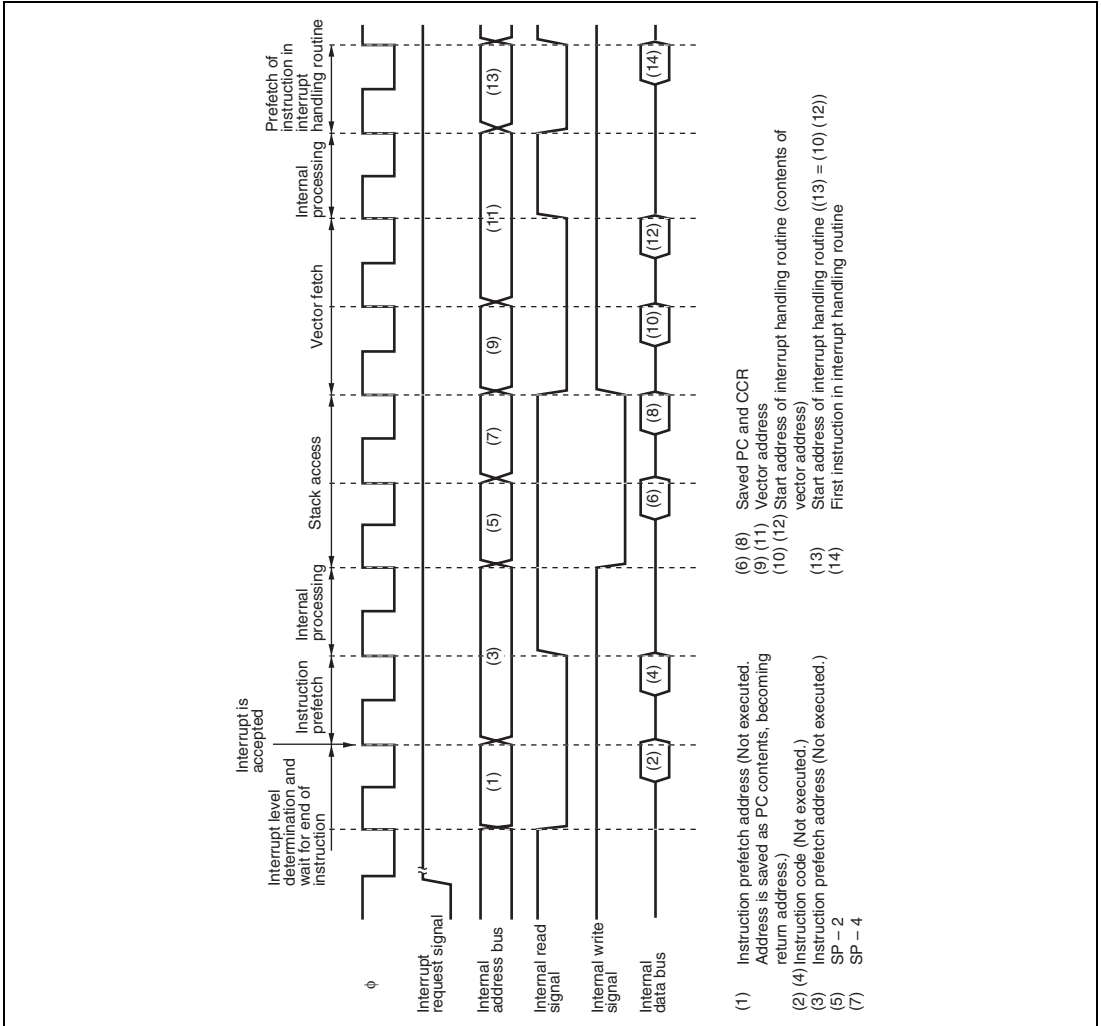 Interrupt is
accepted
Interrupt level
determination and
wait for end of
instruction
Instruction
prefetch
Internal
processing
Stack access
Vector fetch
Internal
processing
Prefetch of
instruction in
interrupt
handling routine
φ
Interrupt
request signal
Internal
address bus
(1)
(3)
(5)
(7)
(9)
(11)
(13)
Internal read
signal
Internal write
signal
Internal
data bus
(2)
(4)
(6)
(8)
(10)
(12)
(14)
(1) Instruction prefetch address (Not executed.
Address is saved as PC contents, becoming
return address.)
(2) (4) Instruction code (Not executed.)
(3) Instruction prefetch address (Not executed.)
(5) SP – 2
(7) SP – 4
(6) (8) Saved PC and CCR
(9) (11) Vector address
(10) (12) Start address of interrupt handling routine (contents of
vector address)
(13) Start address of interrupt handling routine ((13) = (10) (12))
(14) First instruction in interrupt handling routine